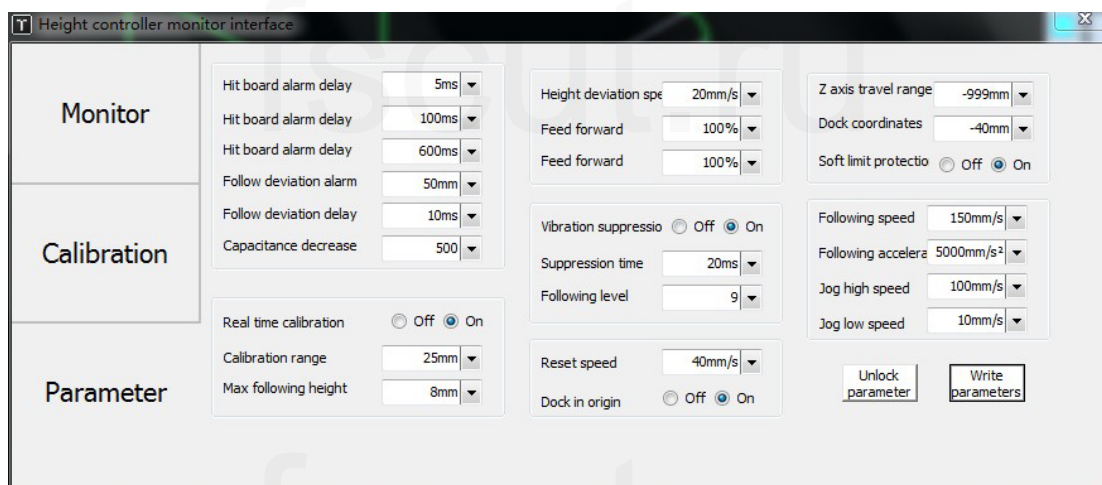 Height controller monitor interface
Monitor
Calibration
Parameter
Hit board alarm delay 5ms
Hit board alarm delay 100ms
Hit board alarm delay 600ms
Follow deviation alarm 50mm
Follow deviation delay 10ms
Capacitance decrease 500
Real time calibration Off On
Calibration range 25mm
Max following height 8mm
Height deviation spe 20mm/s
Feed forward 100%
Feed forward 100%
Vibration suppressio Off On
Suppression time 20ms
Following level 9
Reset speed 40mm/s
Dock in origin Off On
Z axis travel range -999mm
Dock coordinates -40mm
Soft limit protectio Off On
Following speed 150mm/s
Following accelera 5000mm/s²
Jog high speed 100mm/s
Jog low speed 10mm/s
Unlock parameter
Write parameters
fscut.ru